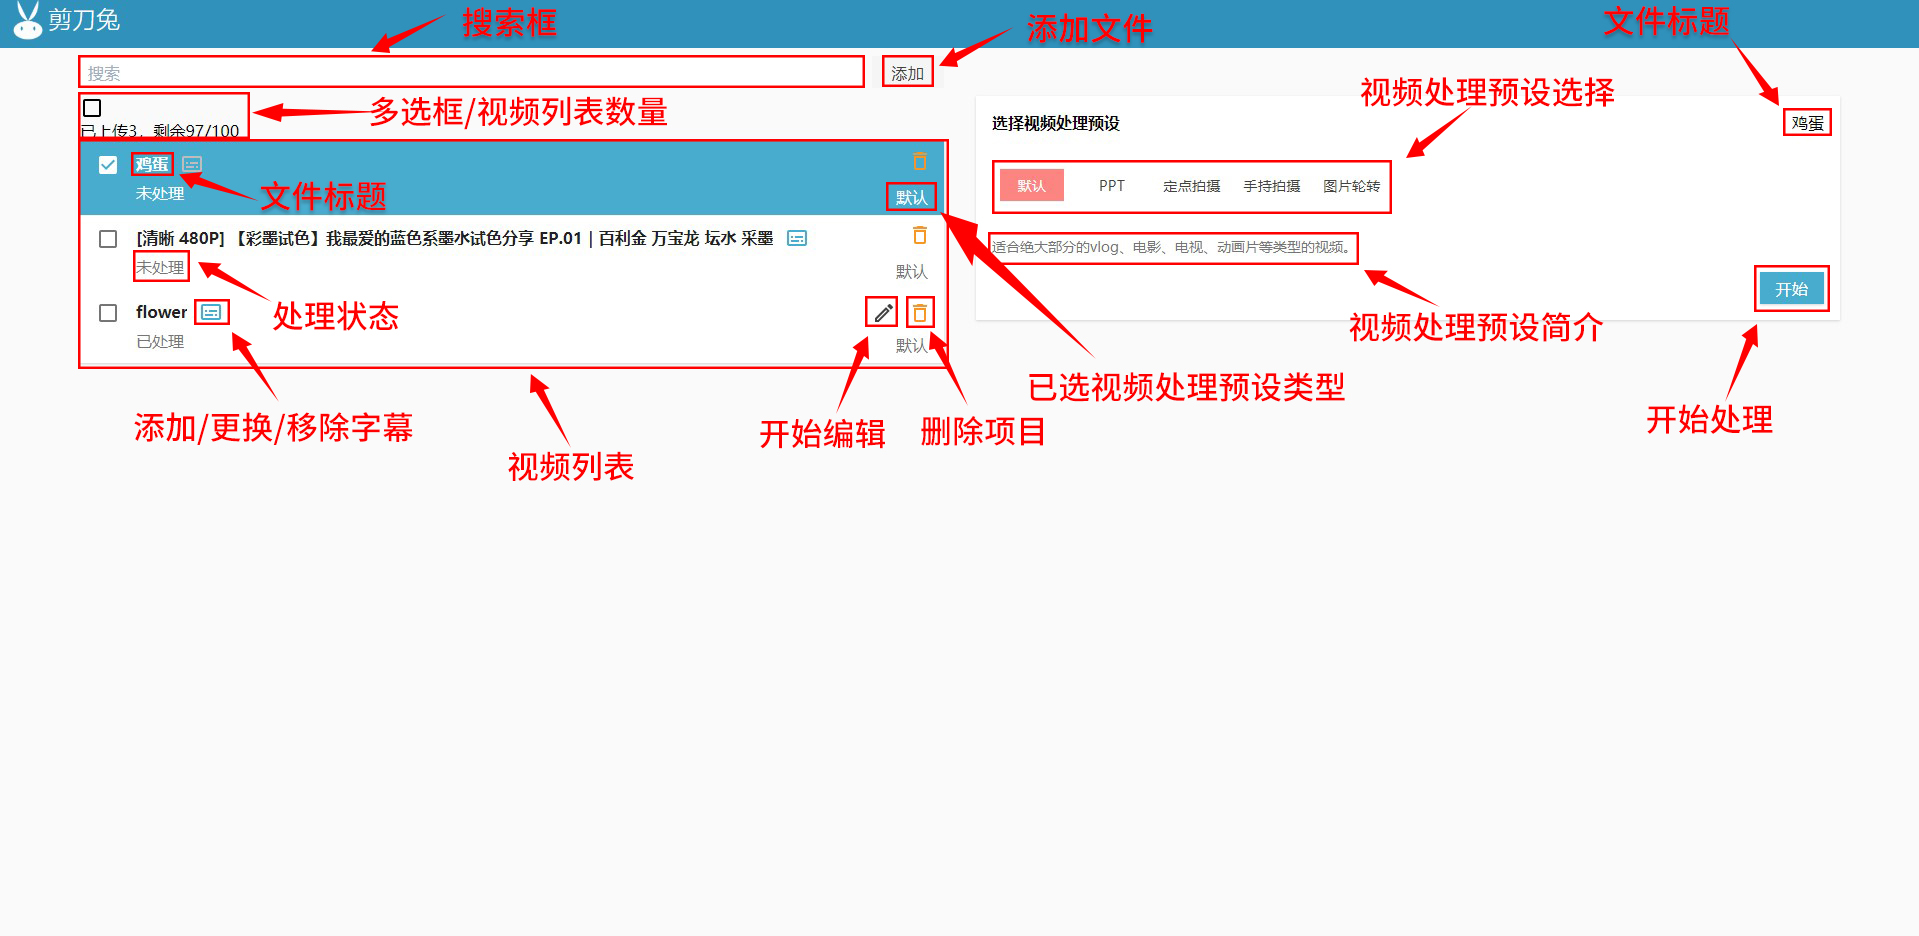 剪刀兔
搜索框
添加文件
文件标题
搜索
添加
多选框/视频列表数量
已上传3，剩余97/100
鸡蛋
未处理
文件标题
默认
[清晰 480P] 【彩墨试色】我最爱的蓝色系墨水试色分享 EP.01 | 百利金 万宝龙 坛水 采墨
未处理
默认
处理状态
flower
已处理
默认
添加/更换/移除字幕
视频列表
开始编辑
删除项目
已选视频处理预设类型
视频处理预设选择
选择视频处理预设
鸡蛋
默认 PPT 定点拍摄 手持拍摄 图片轮转
适合绝大部分的vlog、电影、电视、动画片等类型的视频。
开始
视频处理预设简介
开始处理